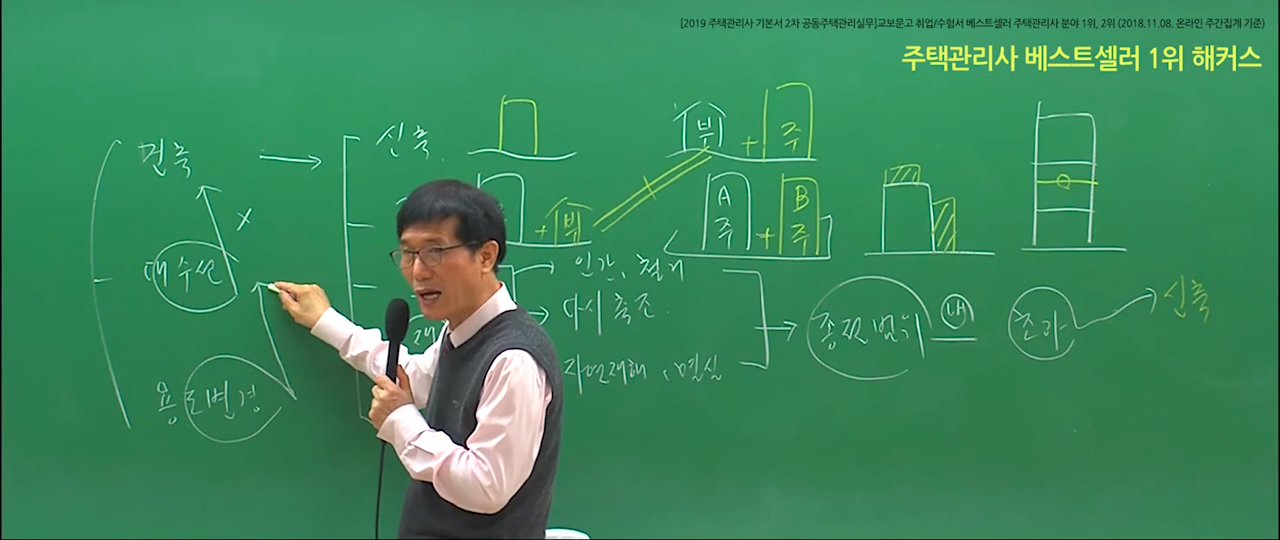 [2019 주택관리사 기본서 2차 공동주택관리실무]교보문고 취업/수험서 베스트셀러 주택관리사 분야 1위, 2위 (2018.11.08. 온라인 주간집계 기준)
주택관리사 베스트셀러 1위 해커스
건축 → 신축
부 + 주
+ 부
A 주 + B 주
대수선
x
인간, 철거
다시 축조
재
종전범위 내
초과 → 신축
자연재해, 멸실
용도변경